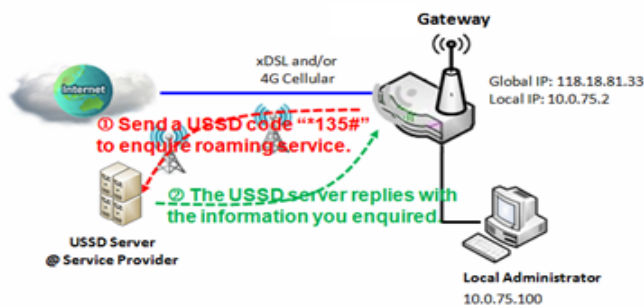 Gateway
Internet
xDSL and/or
4G Cellular
Global IP: 118.18.81.33
Local IP: 10.0.75.2
① Send a USSD code “*135#”
to enquire roaming service.
② The USSD server replies with
the information you enquired.
USSD Server
@ Service Provider
Local Administrator
10.0.75.100